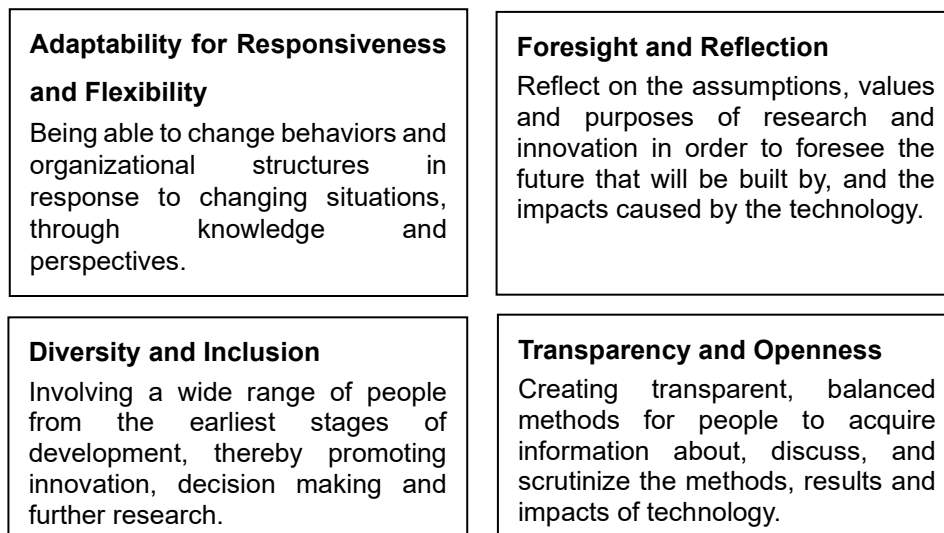 Adaptability for Responsiveness
and Flexibility
Being able to change behaviors and
organizational structures in
response to changing situations,
through knowledge and
perspectives.
Foresight and Reflection
Reflect on the assumptions, values
and purposes of research and
innovation in order to foresee the
future that will be built by, and the
impacts caused by the technology.
Diversity and Inclusion
Involving a wide range of people
from the earliest stages of
development, thereby promoting
innovation, decision making and
further research.
Transparency and Openness
Creating transparent, balanced
methods for people to acquire
information about, discuss, and
scrutinize the methods, results and
impacts of technology.